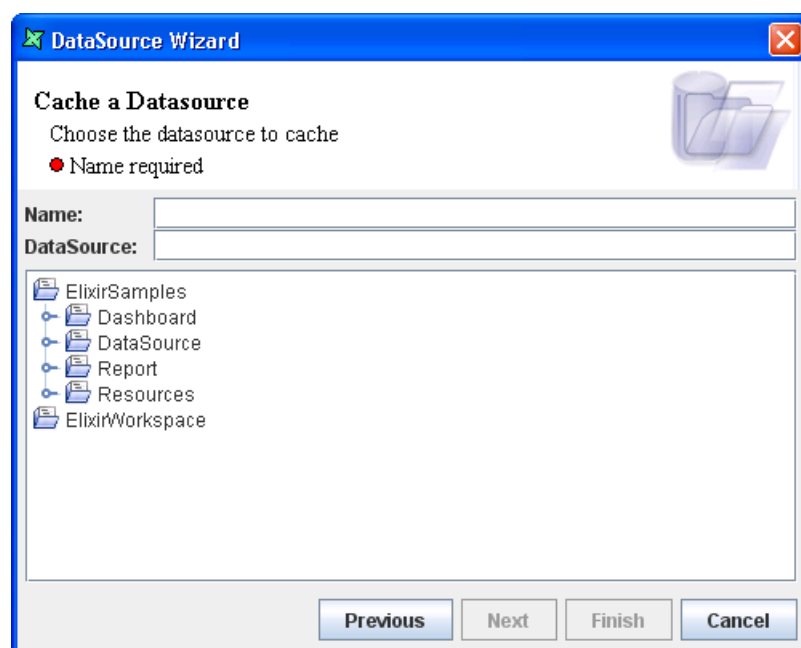 DataSource Wizard
Cache a Datasource
Choose the datasource to cache
Name required
Name:
DataSource:
ElixirSamples
Dashboard
DataSource
Report
Resources
ElixirWorkspace
Previous Next Finish Cancel